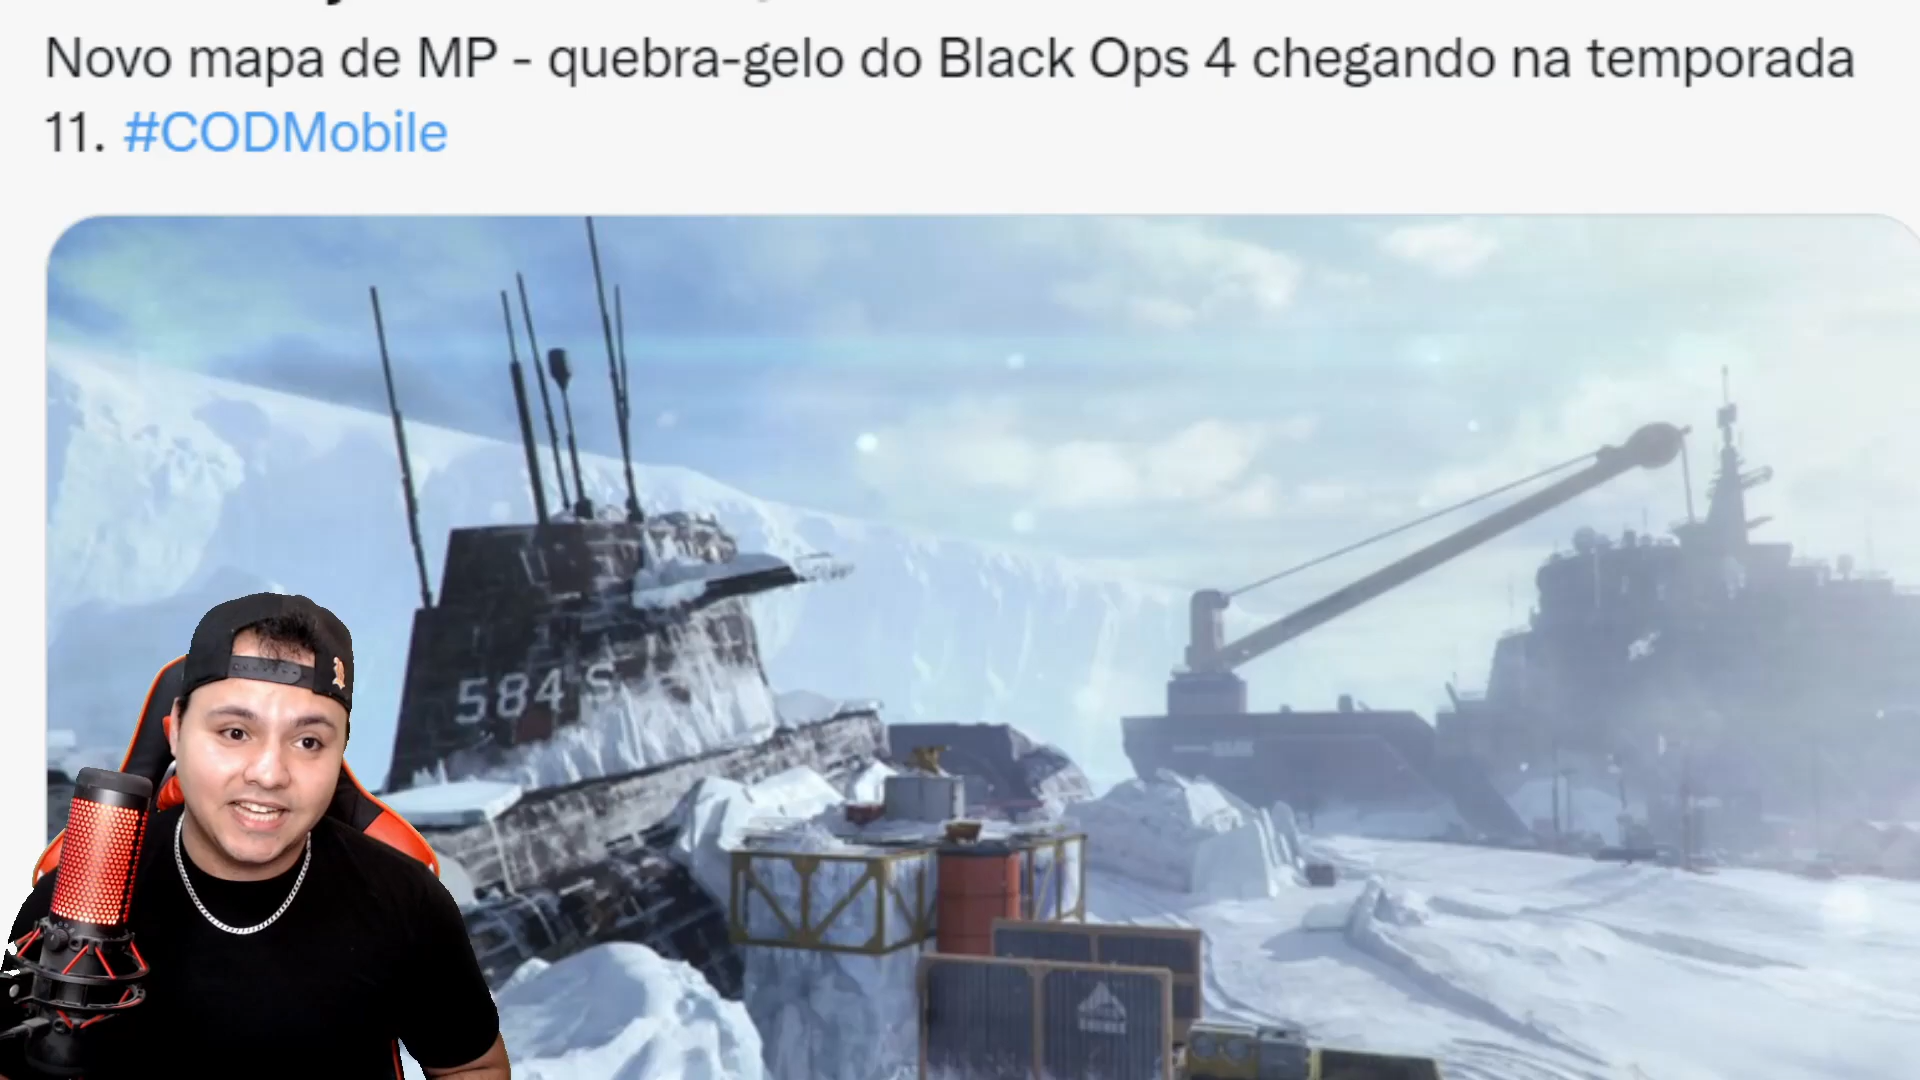 Novo mapa de MP - quebra-gelo do Black Ops 4 chegando na temporada
11. #CODMobile
584 S